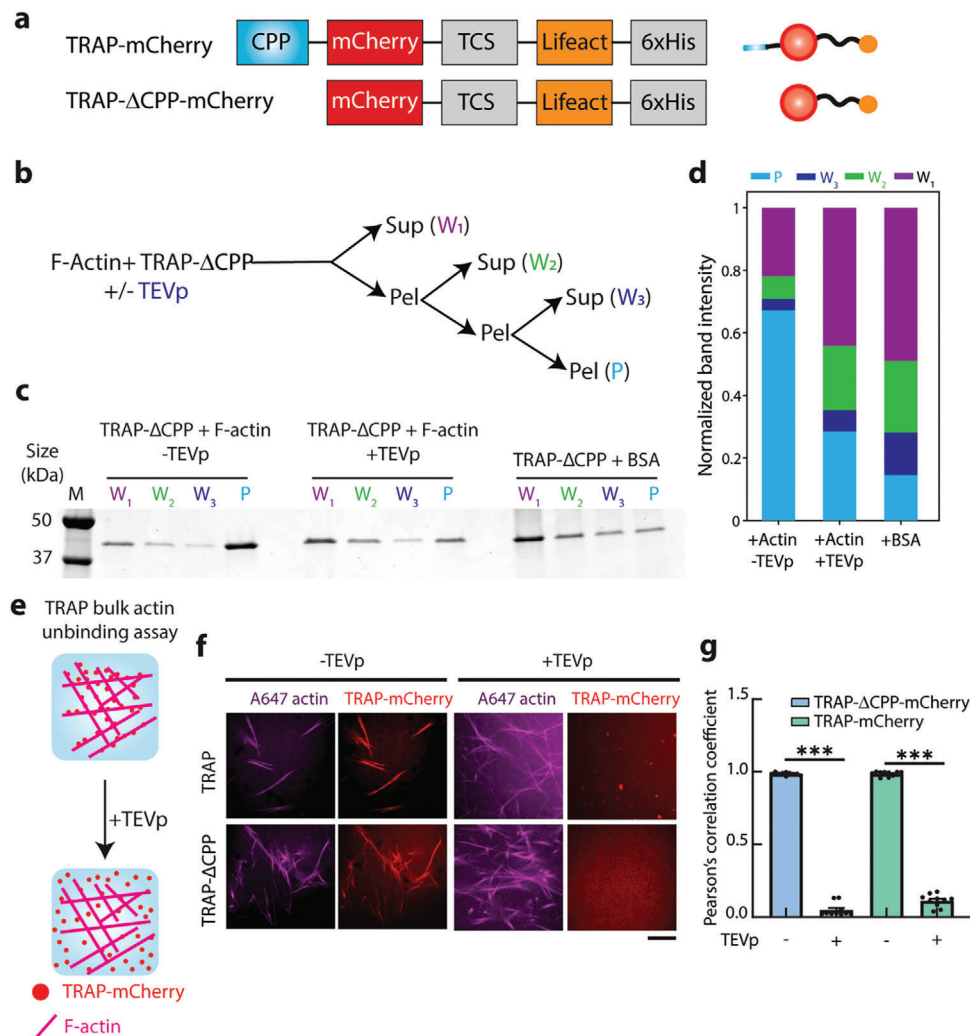 a
TRAP-mCherry
CPP mCherry TCS Lifeact 6xHis
TRAP-ΔCPP-mCherry
mCherry TCS Lifeact 6xHis
b
F-Actin+ TRAP-ΔCPP
+/- TEVp
Sup (W₁)
Pel
Sup (W₂)
Pel
Sup (W₃)
Pel (P)
c
Size
(kDa)
TRAP-ΔCPP + F-actin
-TEVp
TRAP-ΔCPP + F-actin
+TEVp
TRAP-ΔCPP + BSA
M W₁ W₂ W₃ P W₁ W₂ W₃ P W₁ W₂ W₃ P
50
37
d
P W₃ W₂ W₁
Normalized band intensity
1
0.8
0.6
0.4
0.2
0
+Actin
-TEVp
+Actin
+TEVp
+BSA
e
TRAP bulk actin
unbinding assay
+TEVp
TRAP-mCherry
F-actin
f
-TEVp +TEVp
A647 actin TRAP-mCherry A647 actin TRAP-mCherry
TRAP
TRAP-ΔCPP
g
Pearson's correlation coefficient
1.5
1.0
0.5
0.0
TRAP-ΔCPP-mCherry
TRAP-mCherry
*** ***
TEVp - + - +